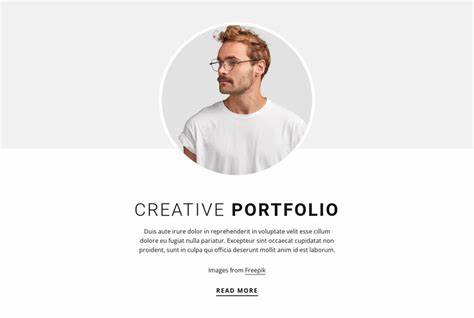 CREATIVE PORTFOLIO
Duis aute irure dolor in reprehenderit in voluptate velit esse cillum
dolore eu fugiat nulla pariatur. Excepteur sint occaecat cupidatat non
proident, sunt in culpa qui officia deserunt mollit anim id est laborum.
Images from Freepik
READ MORE